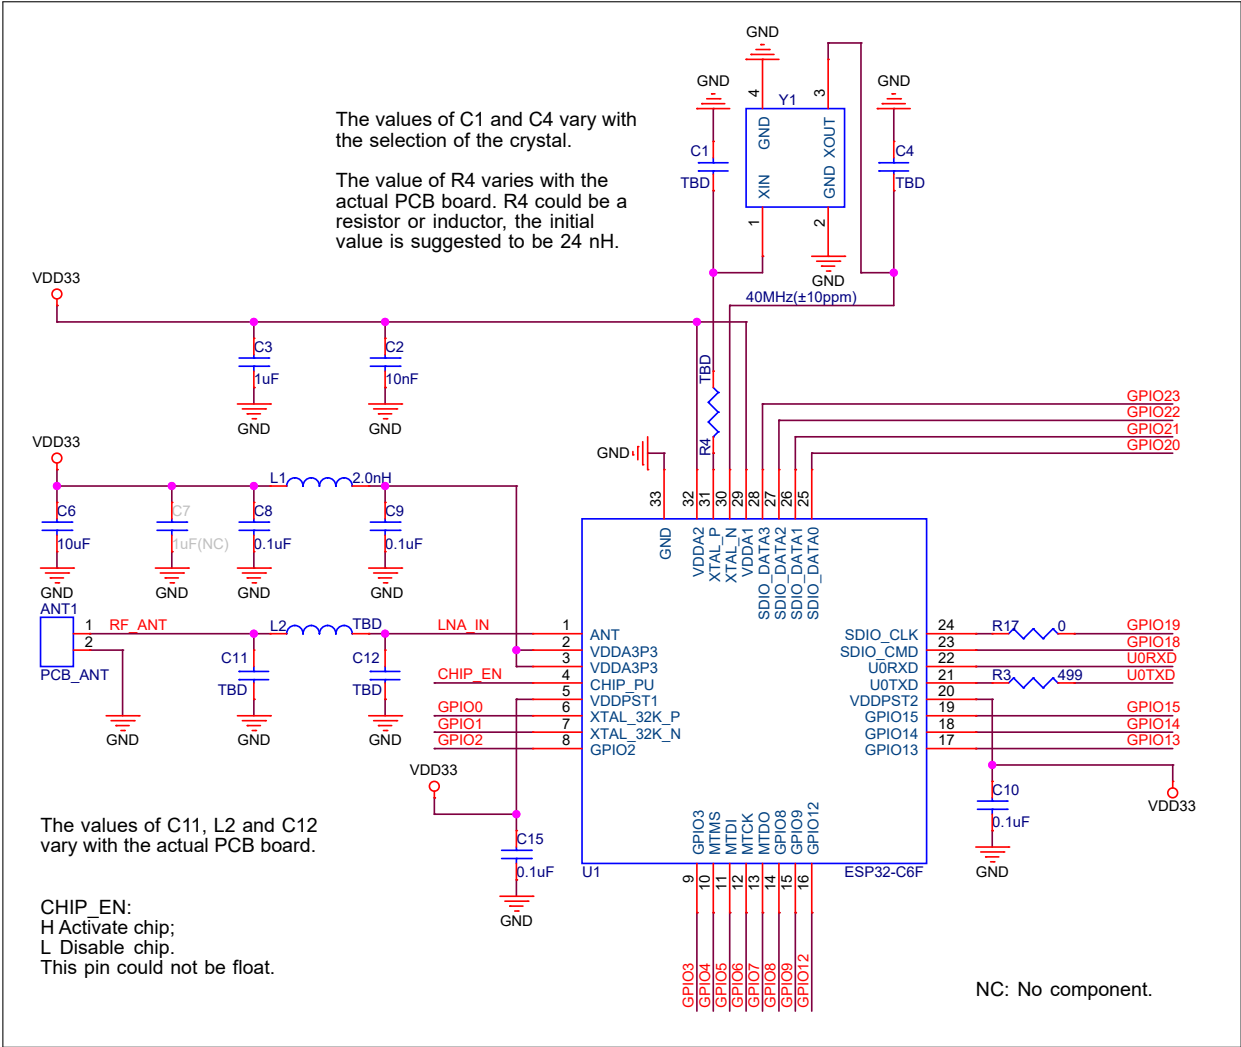 GND
4
3
GND
GND
Y1
GND
XOUT
C1
TBD
C4
TBD
XIN
GND
1
2
GND
The values of C1 and C4 vary with
the selection of the crystal.
The value of R4 varies with the
actual PCB board. R4 could be a
resistor or inductor, the initial
value is suggested to be 24 nH.
40MHz(±10ppm)
VDD33
C3
1uF
GND
C2
10nF
GND
TBD
R4
GPIO23
GPIO22
GPIO21
GPIO20
VDD33
L1
2.0nH
C6
10uF
GND
C7
1uF(NC)
GND
C8
0.1uF
GND
C9
0.1uF
GND
GND
33
32
31
30
29
28
27
26
25
GND
VDDA2
XTAL_P
XTAL_N
VDDA1
SDIO_DATA3
SDIO_DATA2
SDIO_DATA1
SDIO_DATA0
ANT1
1
2
PCB_ANT
RF_ANT
GND
L2
TBD
C11
TBD
GND
C12
TBD
GND
LNA_IN
CHIP_EN
GPIO0
GPIO1
GPIO2
1
2
3
4
5
6
7
8
ANT
VDDA3P3
VDDA3P3
CHIP_PU
VDDPST1
XTAL_32K_P
XTAL_32K_N
GPIO2
SDIO_CLK
SDIO_CMD
U0RXD
U0TXD
VDDPST2
GPIO15
GPIO14
GPIO13
24
23
22
21
20
19
18
17
R17
0
R3
499
GPIO19
GPIO18
U0RXD
U0TXD
GPIO15
GPIO14
GPIO13
VDD33
C15
0.1uF
GND
C10
0.1uF
GND
VDD33
GPIO3
MTMS
MTDI
MTCK
MTDO
GPIO8
GPIO9
GPIO12
U1
ESP32-C6F
9
10
11
12
13
14
15
16
GPIO3
GPIO4
GPIO5
GPIO6
GPIO7
GPIO8
GPIO9
GPIO12
The values of C11, L2 and C12
vary with the actual PCB board.
CHIP_EN:
H Activate chip;
L Disable chip.
This pin could not be float.
NC: No component.